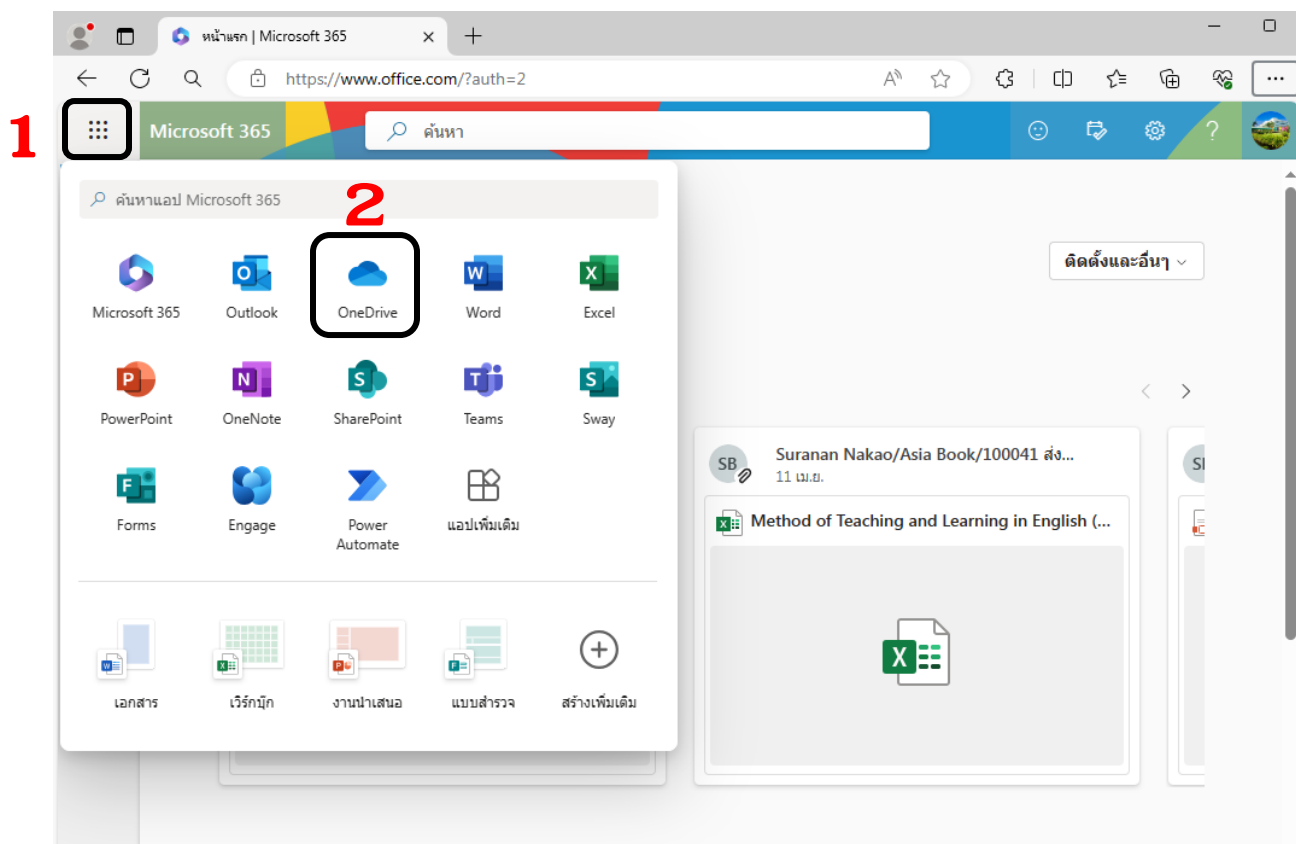 หน้าแรก | Microsoft 365
https://www.office.com/?auth=2
1
Microsoft 365
ค้นหา
?
ค้นหาแอป Microsoft 365
2
Microsoft 365
Outlook
OneDrive
Word
Excel
ติดตั้งและอื่นๆ
PowerPoint
OneNote
SharePoint
Teams
Sway
SB
Suranan Nakao/Asia Book/100041 ส่ง...
11 เม.ย.
Method of Teaching and Learning in English (...
Forms
Engage
Power
Automate
แอปเพิ่มเติม
เอกสาร
เวิร์กบุ๊ก
งานนำเสนอ
แบบสำรวจ
สร้างเพิ่มเติม